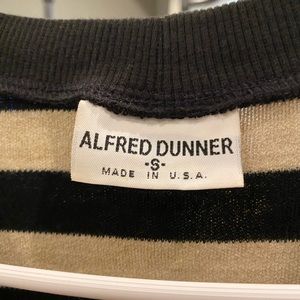 ALFRED DUNNER
-S-
MADE IN U.S.A.